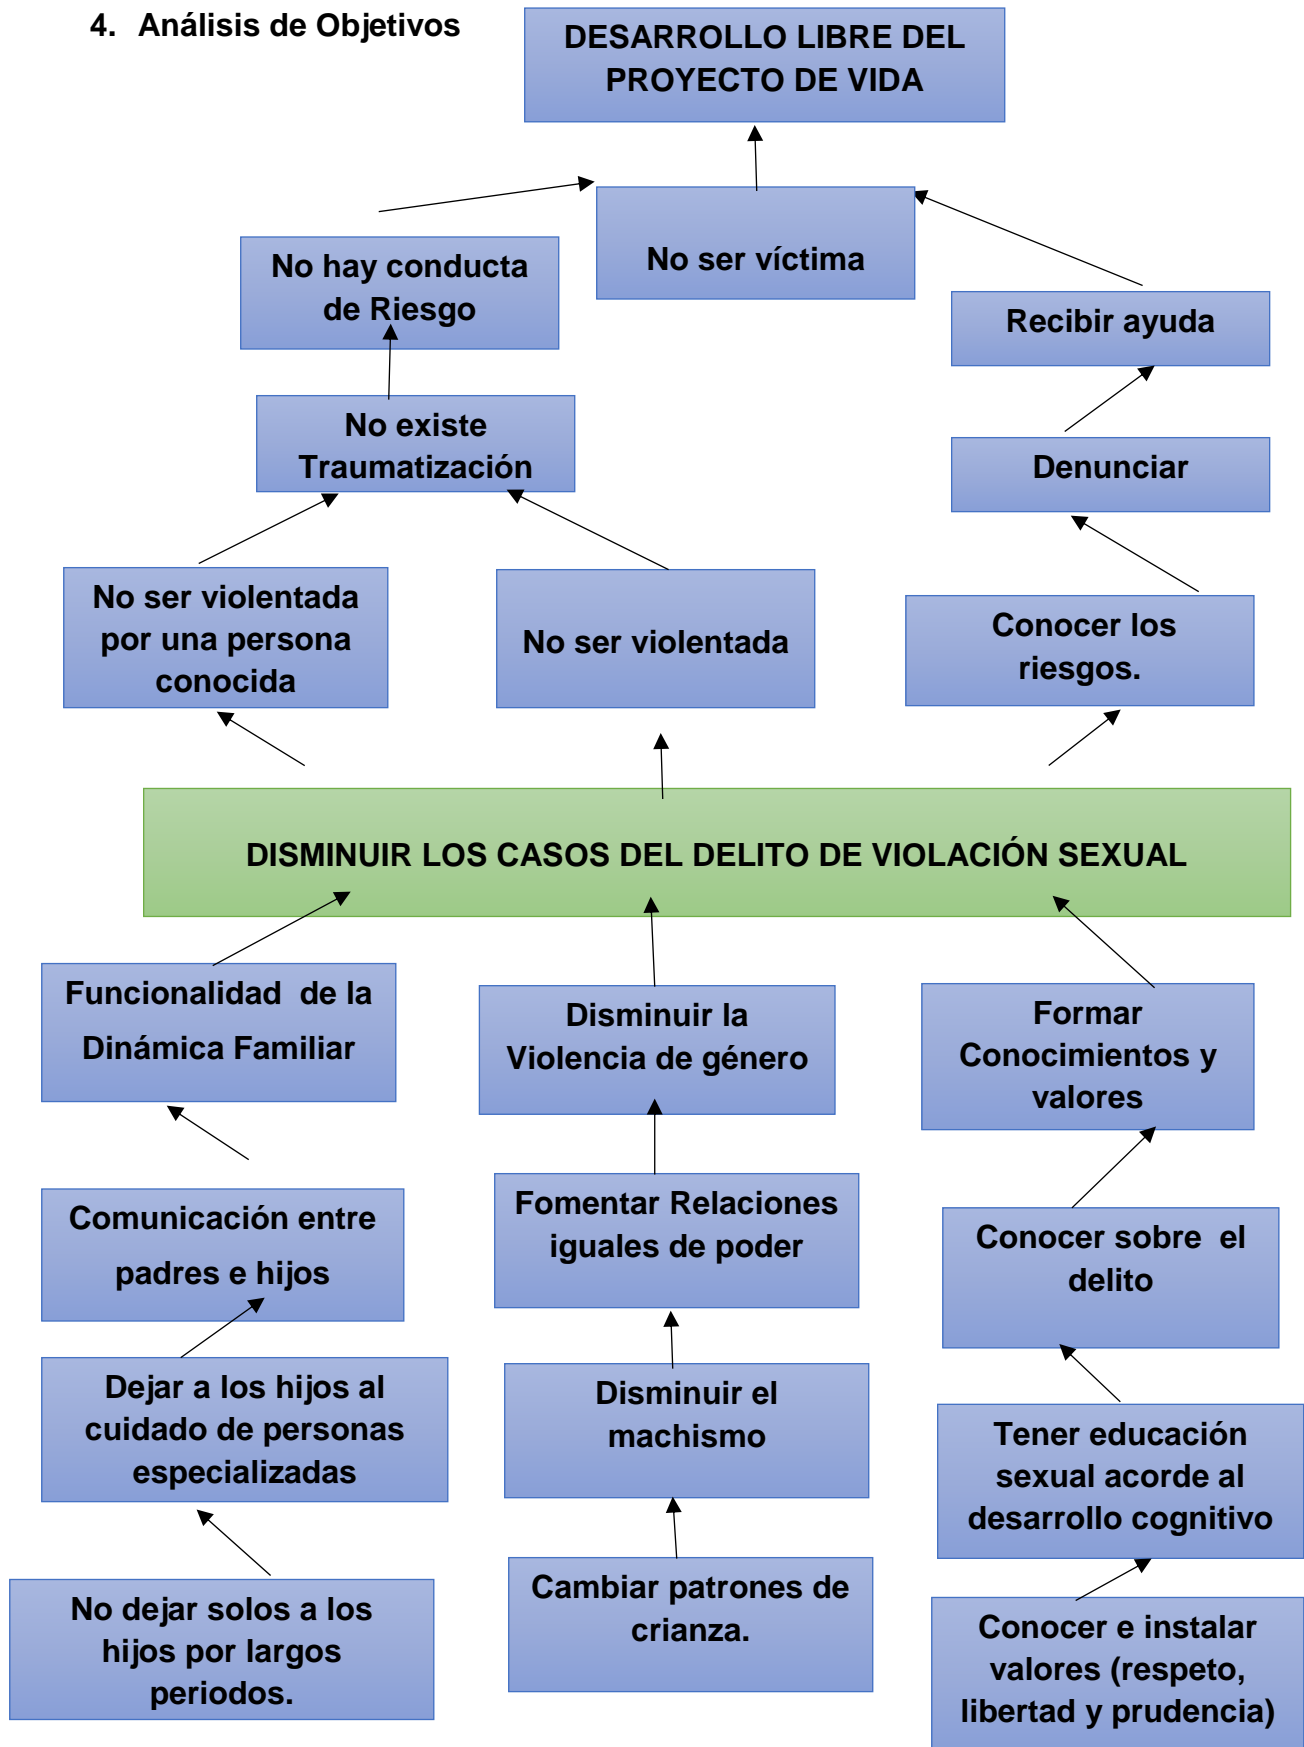 4. Análisis de Objetivos
DESARROLLO LIBRE DEL
PROYECTO DE VIDA
No ser víctima
No hay conducta
de Riesgo
Recibir ayuda
No existe
Traumatización
Denunciar
No ser violentada
por una persona
conocida
No ser violentada
Conocer los
riesgos.
DISMINUIR LOS CASOS DEL DELITO DE VIOLACIÓN SEXUAL
Funcionalidad de la
Dinámica Familiar
Disminuir la
Violencia de género
Formar
Conocimientos y
valores
Comunicación entre
padres e hijos
Fomentar Relaciones
iguales de poder
Conocer sobre el
delito
Dejar a los hijos al
cuidado de personas
especializadas
Disminuir el
machismo
Tener educación
sexual acorde al
desarrollo cognitivo
No dejar solos a los
hijos por largos
periodos.
Cambiar patrones de
crianza.
Conocer e instalar
valores (respeto,
libertad y prudencia)